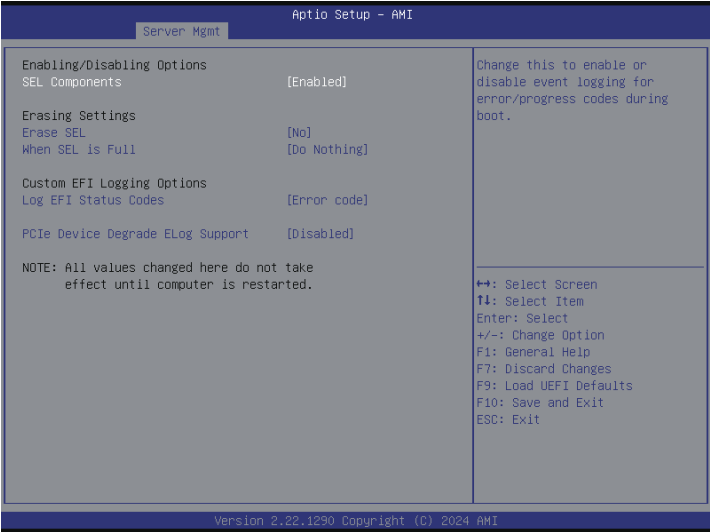 Aptio Setup - AMI
Server Mgmt
Enabling/Disabling Options
SEL Components [Enabled]
Erasing Settings
Erase SEL [No]
When SEL is Full [Do Nothing]
Custom EFI Logging Options
Log EFI Status Codes [Error code]
PCIe Device Degrade ELog Support [Disabled]
NOTE: All values changed here do not take
effect until computer is restarted.
Change this to enable or
disable event logging for
error/progress codes during
boot.
↔: Select Screen
↑↓: Select Item
Enter: Select
+/-: Change Option
F1: General Help
F7: Discard Changes
F9: Load UEFI Defaults
F10: Save and Exit
ESC: Exit
Version 2.22.1290 Copyright (C) 2024 AMI